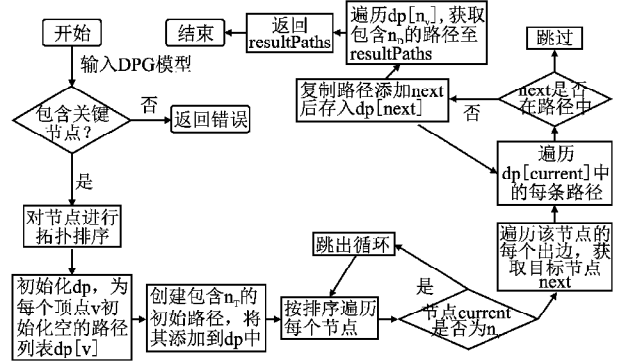 开始
输入DPG模型
包含关键
节点?
否
返回错误
是
对节点进行
拓扑排序
初始化dp, 为
每个顶点v初
始化空的路径
列表dp[v]
创建包含n_T的
初始路径, 将
其添加到dp中
按排序遍历
每个节点
跳出循环
是
节点current
是否为n
否
遍历该节点的
每个出边, 获
取目标节点
next
遍历
dp[current]中
的每条路径
next是否
在路径中
跳过
否
复制路径添加next
后存入dp[next]
遍历dp[n_v],获取
包含n_D的路径至
resultPaths
返回
resultPaths
结束